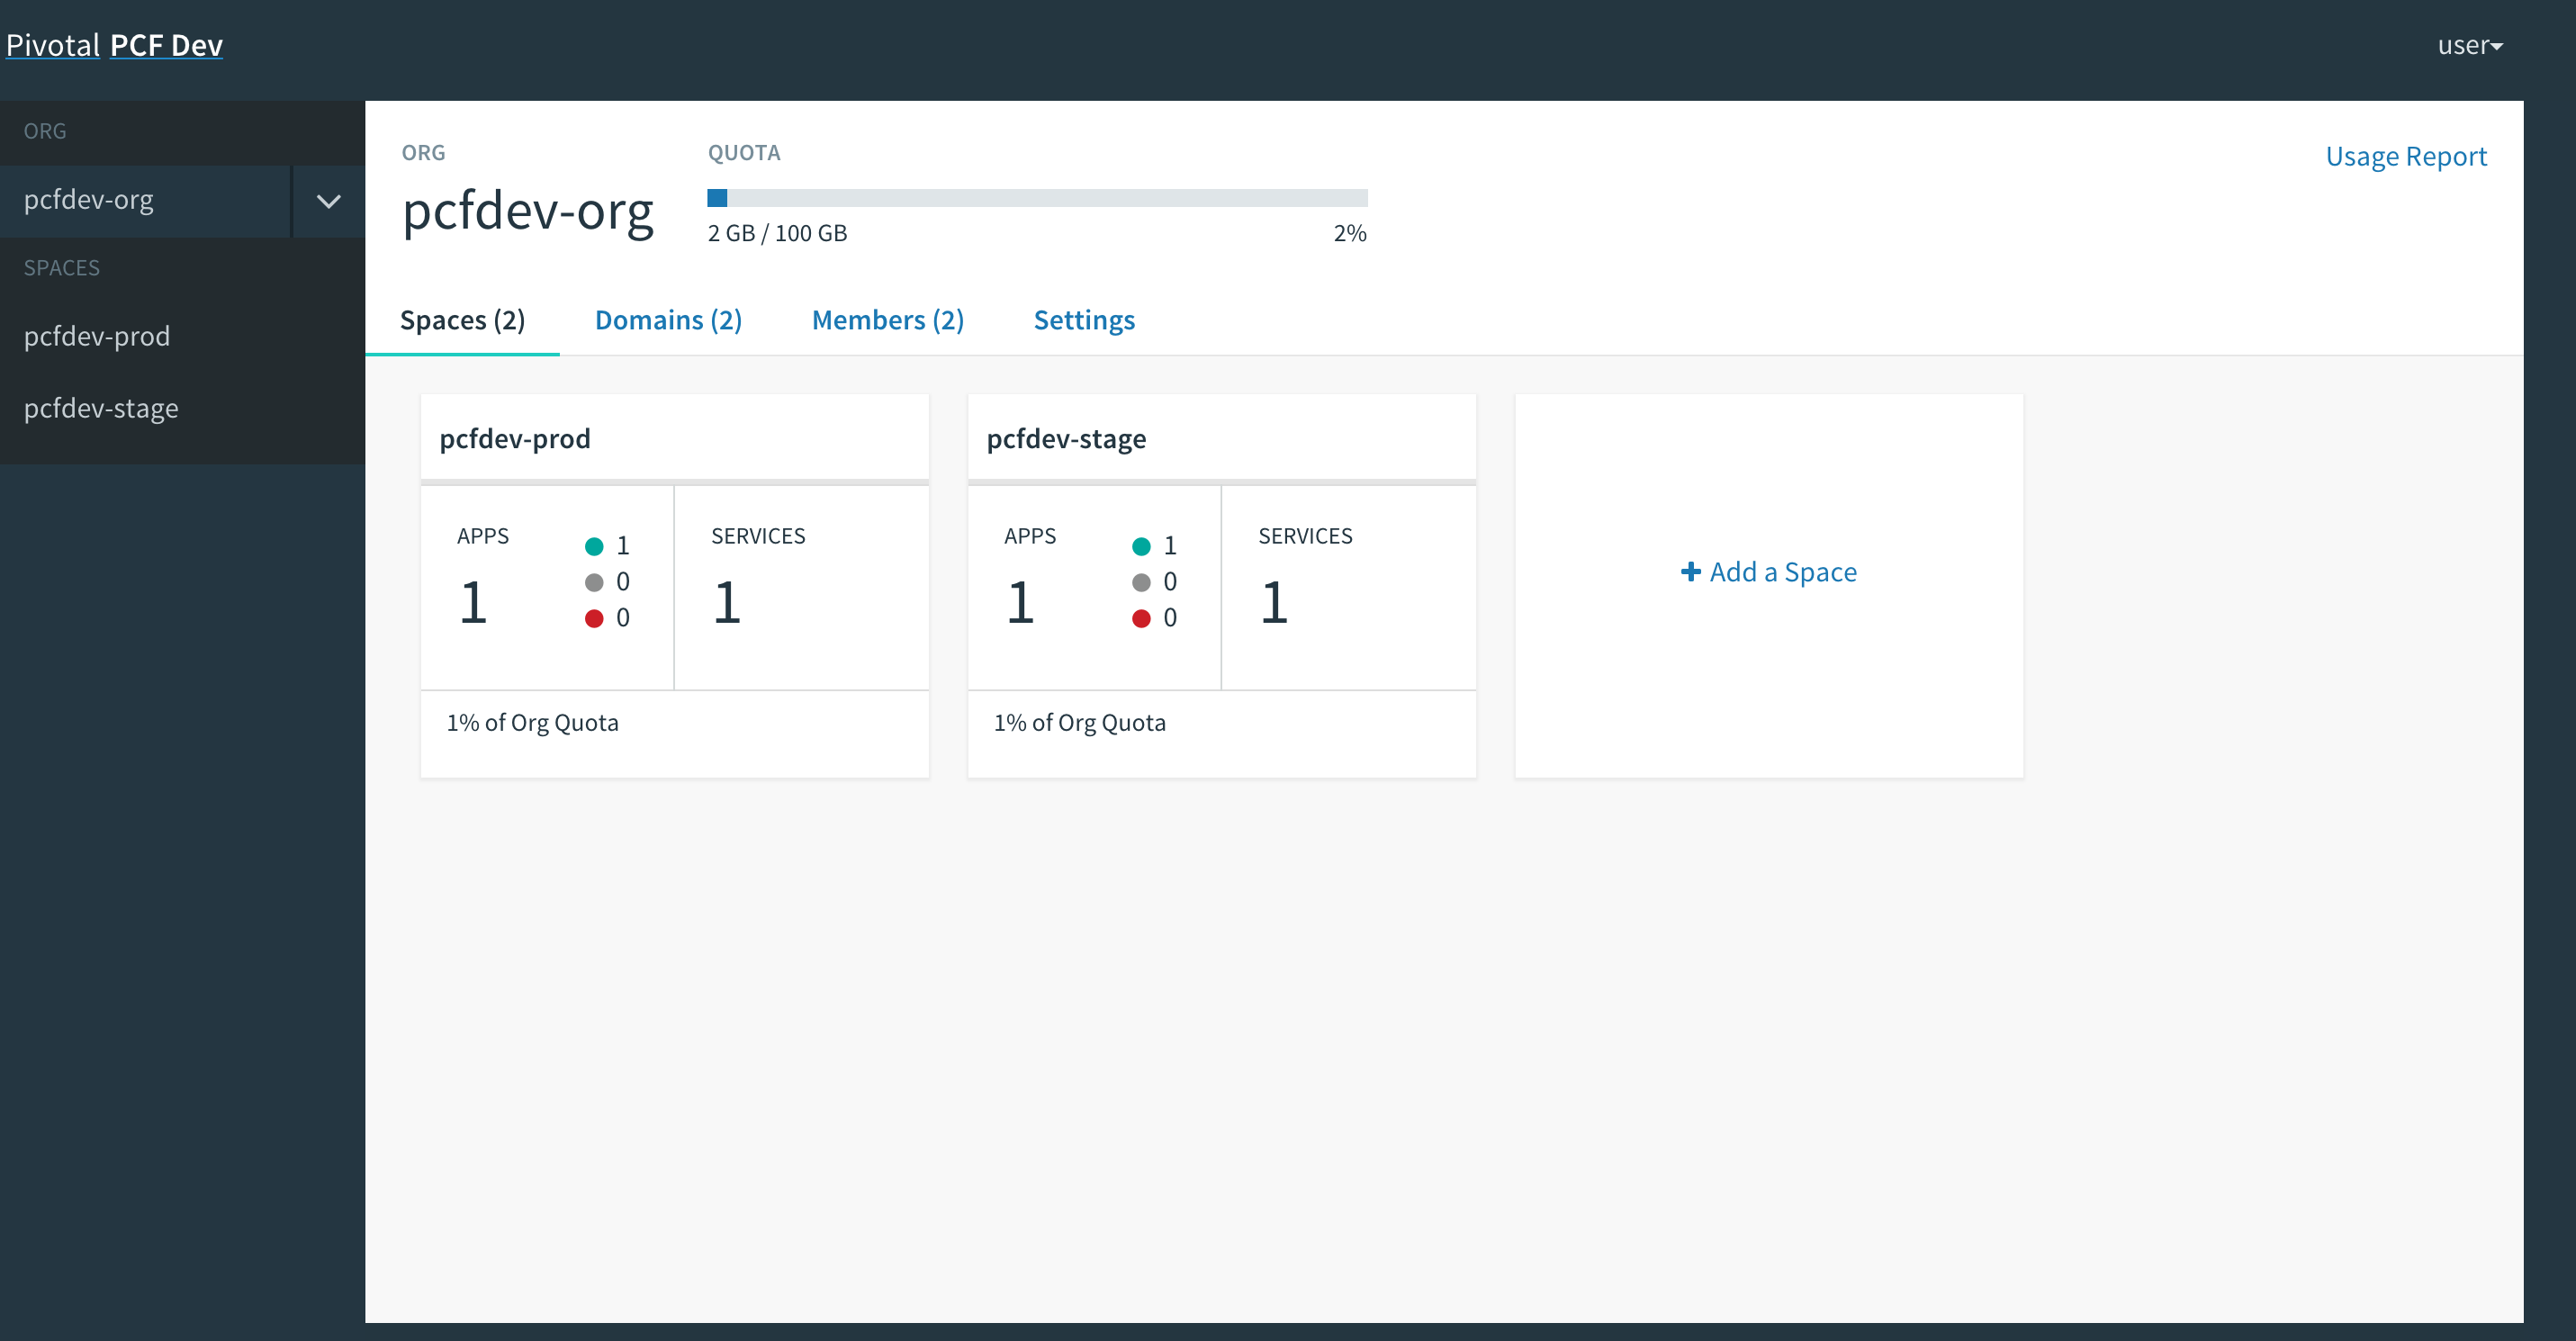 Pivotal PCF Dev
user
ORG
pcfdev-org
SPACES
pcfdev-prod
pcfdev-stage
ORG
pcfdev-org
QUOTA
2 GB / 100 GB
2%
Usage Report
Spaces (2)
Domains (2)
Members (2)
Settings
pcfdev-prod
APPS
1
1
0
0
SERVICES
1
1% of Org Quota
pcfdev-stage
APPS
1
1
0
0
SERVICES
1
1% of Org Quota
+ Add a Space